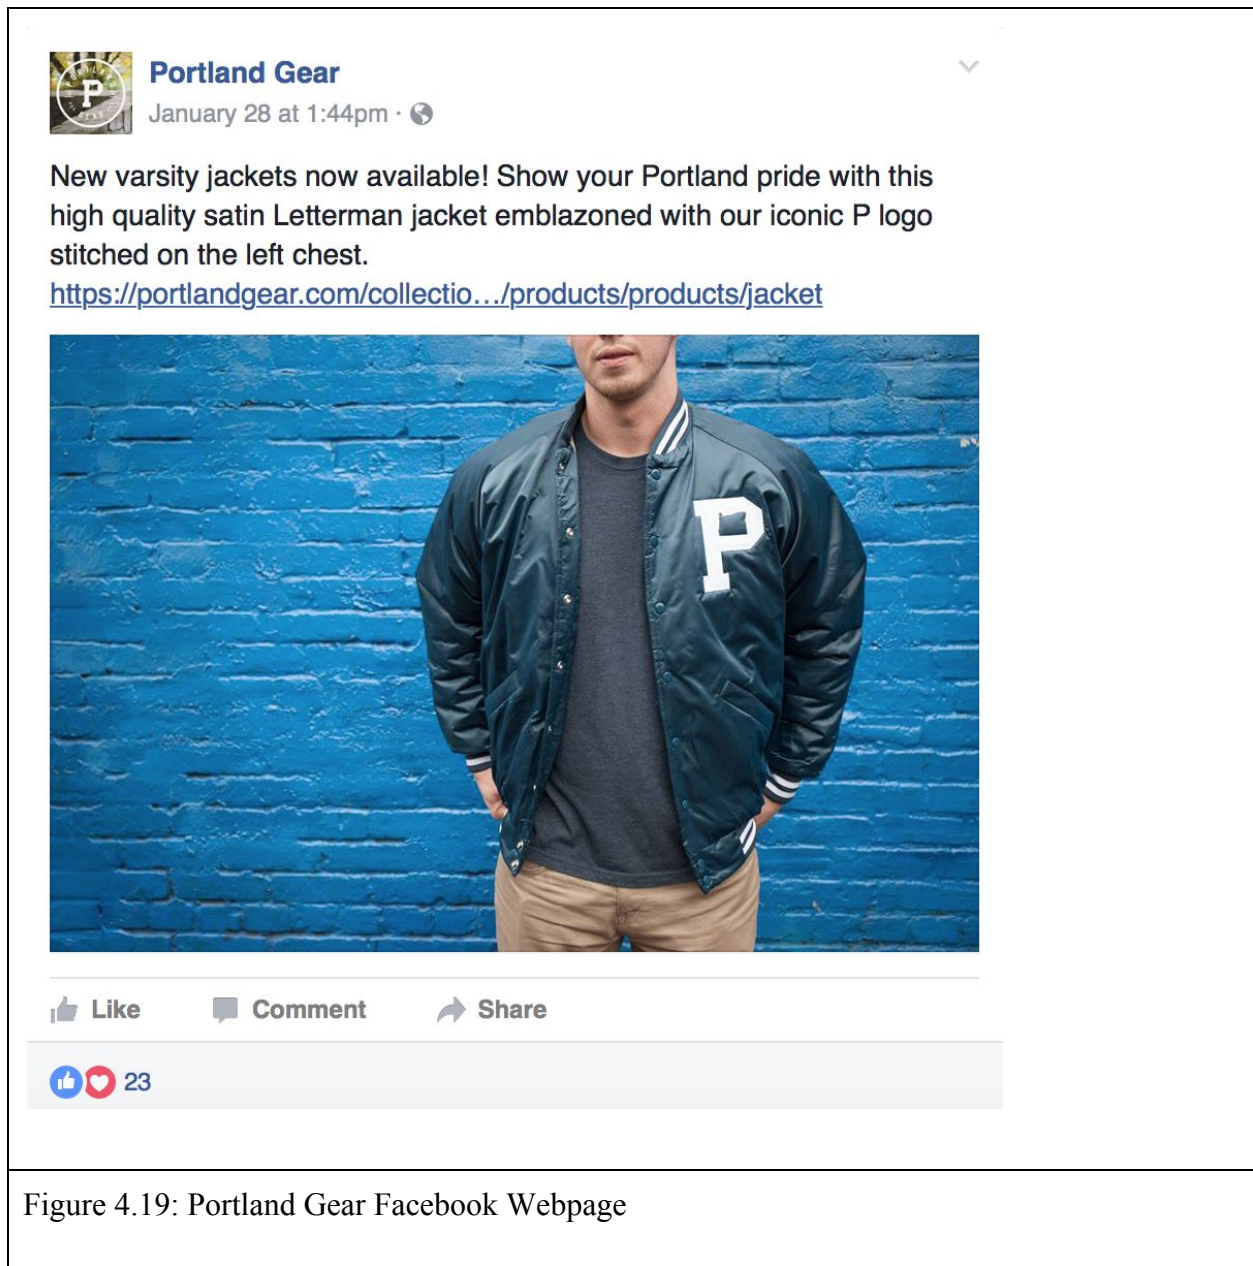 Portland Gear
January 28 at 1:44pm ·
New varsity jackets now available! Show your Portland pride with this
high quality satin Letterman jacket emblazoned with our iconic P logo
stitched on the left chest.
https://portlandgear.com/collectio…/products/products/jacket
P
Like Comment Share
23
Figure 4.19: Portland Gear Facebook Webpage